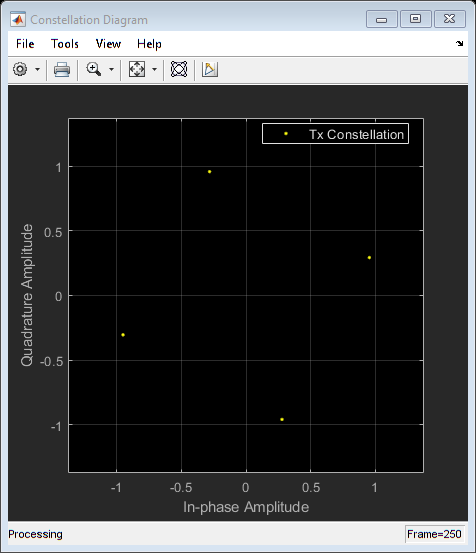 Constellation Diagram
File Tools View Help
Tx Constellation
1
0.5
0
-0.5
-1
Quadrature Amplitude
-1 -0.5 0 0.5 1
In-phase Amplitude
Processing Frame=250